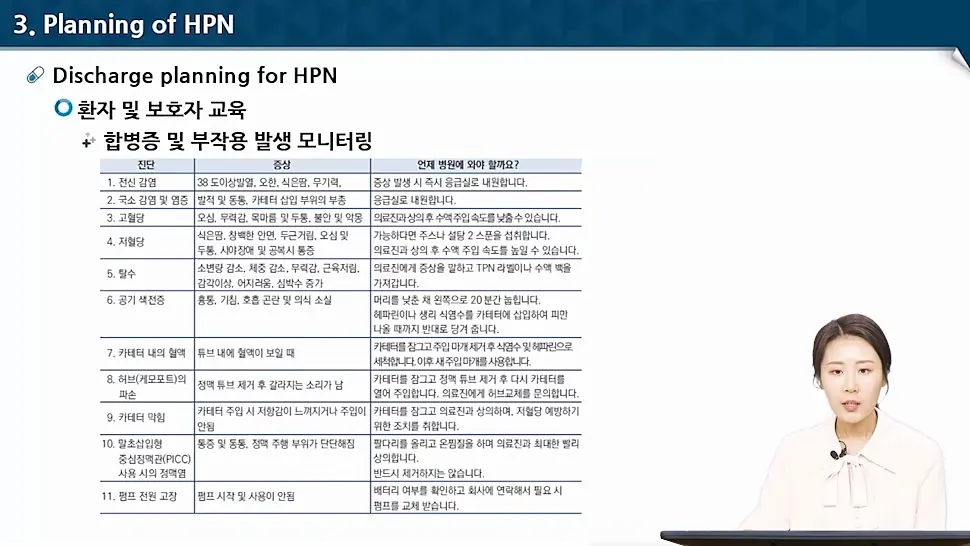 3. Planning of HPN
Discharge planning for HPN
환자 및 보호자 교육
합병증 및 부작용 발생 모니터링
진단 증상 언제 병원에 와야 할까요?
1. 전신 감염 38 도이상발열, 오한, 식은땀, 무기력, 증상 발생 시 즉시 응급실로 내원합니다.
2. 국소 감염 및 염증 발적 및 동통, 카테터 삽입 부위의 부종 응급실로 내원합니다.
3. 고혈당 오심, 무력감, 목마름 및 두통, 불안 및 악몽 의료진과 상의 후 수액 주입 속도를 낮출 수 있습니다.
4. 저혈당 식은땀, 창백한 안면, 두근거림, 오심 및
두통, 시야장애 및 공복시 통증
가능하다면 주스나 설탕 2 스푼을 섭취합니다.
의료진과 상의 후 수액 주입 속도를 높일 수 있습니다.
5. 탈수 소변량 감소, 체중 감소, 무력감, 근육저림,
감각이상, 어지러움, 심박수 증가
의료진에게 증상을 말하고 TPN 라벨이나 수액 백을
가져갑니다.
6. 공기 색전증 흉통, 기침, 호흡 곤란 및 의식 소실
머리를 낮춘 채 왼쪽으로 20 분간 눕힙니다.
헤파린이나 생리 식염수를 카테터에 삽입하여 피만
나올 때까지 반대로 당겨 줍니다.
7. 카테터 내의 혈액 튜브 내에 혈액이 보일 때
카테터를 잠그고 주입 마개 제거 후 식염수 및 헤파린으로
세척합니다. 이후 새 주입 마개를 사용합니다.
8. 허브(케모포트)의
파손
정맥 튜브 제거 후 갈라지는 소리가 남
카테터를 잠그고 정맥 튜브 제거 후 다시 카테터를
열어 주입합니다. 의료진에게 허브교체를 문의합니다.
9. 카테터 막힘 카테터 주입 시 저항감이 느껴지거나 주입이
안됨
카테터를 잠그고 의료진과 상의하며, 저혈당 예방하기
위한 조치를 취합니다.
10. 말초삽입형
중심정맥관(PICC)
사용 시의 정맥염
통증 및 동통, 정맥 주행 부위가 단단해짐
팔다리를 올리고 온찜질을 하며 의료진과 최대한 빨리
상의합니다.
반드시 제거하지는 않습니다.
11. 펌프 전원 고장 펌프 시작 및 사용이 안됨
배터리 여부를 확인하고 회사에 연락해서 필요 시
펌프를 교체 받습니다.